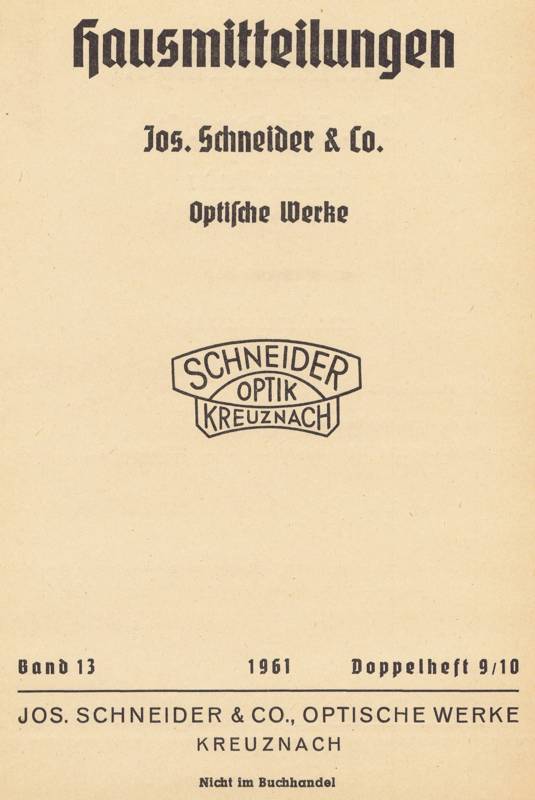 Hausmitteilungen
Jos. Schneider & Co.
Optiſche Werke
SCHNEIDER
OPTIK
KREUZNACH
Band 13 1961 Doppelheft 9/10
JOS. SCHNEIDER & CO., OPTISCHE WERKE
KREUZNACH
Nicht im Buchhandel